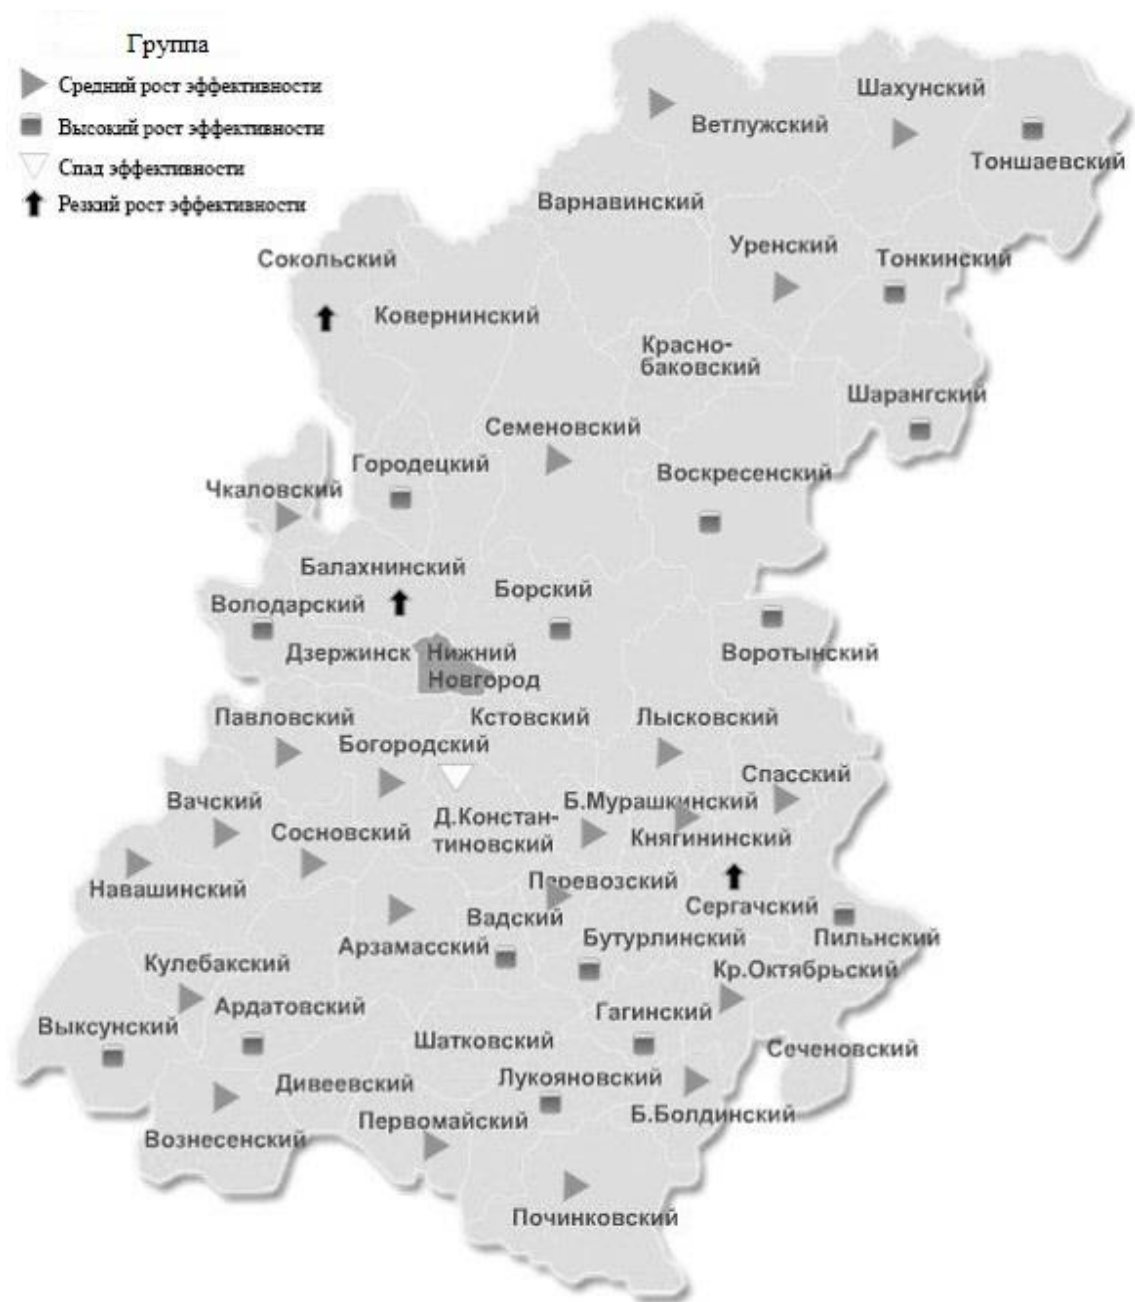 Группа
Средний рост эффективности
Высокий рост эффективности
Спад эффективности
Резкий рост эффективности
Шахунский
Ветлужский
Тоншаевский
Варнавинский
Уренский
Тонкинский
Сокольский
Ковернинский
Красно-
баковский
Шарангский
Семеновский
Городецкий
Воскресенский
Чкаловский
Балахнинский
Борский
Володарский
Дзержинск
Нижний
Новгород
Воротынский
Павловский
Кстовский
Лысковский
Богородский
Спасский
Вачский
Б.Мурашкинский
Д.Констан-
тиновский
Сосновский
Княгининский
Навашинский
Перевозский
Сергачский
Вадский
Арзамасский
Бутурлинский
Пильнский
Кулебакский
Кр.Октябрьский
Ардатовский
Гагинский
Выксунский
Шатковский
Сеченовский
Дивеевский
Лукояновский
Первомайский
Б.Болдинский
Вознесенский
Починковский